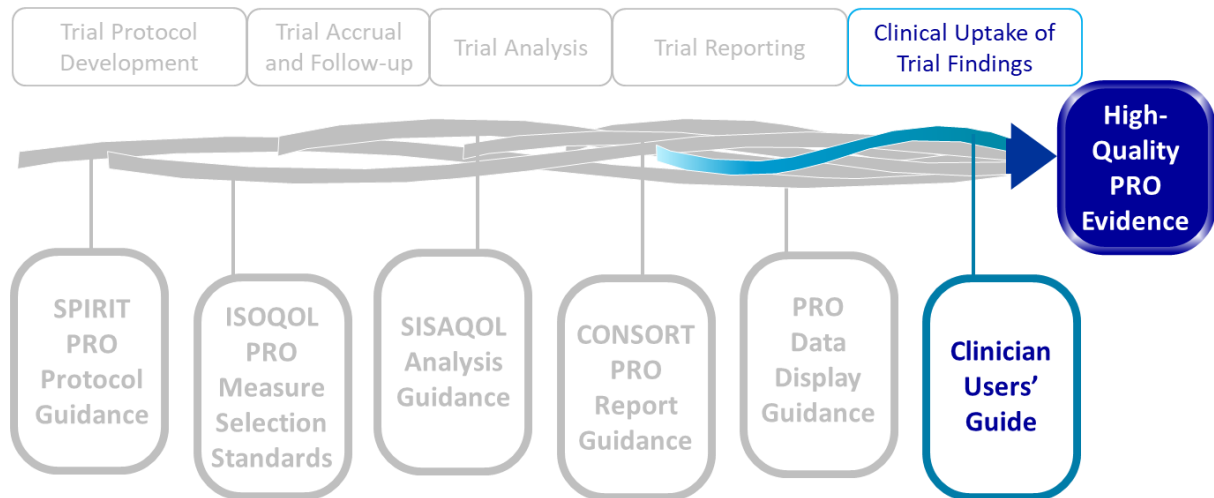 Trial Protocol
Development
Trial Accrual
and Follow-up
Trial Analysis
Trial Reporting
Clinical Uptake of
Trial Findings
High-
Quality
PRO
Evidence
SPIRIT
PRO
Protocol
Guidance
ISOQOL
PRO
Measure
Selection
Standards
SISAQOL
Analysis
Guidance
CONSORT
PRO
Report
Guidance
PRO
Data
Display
Guidance
Clinician
Users’
Guide